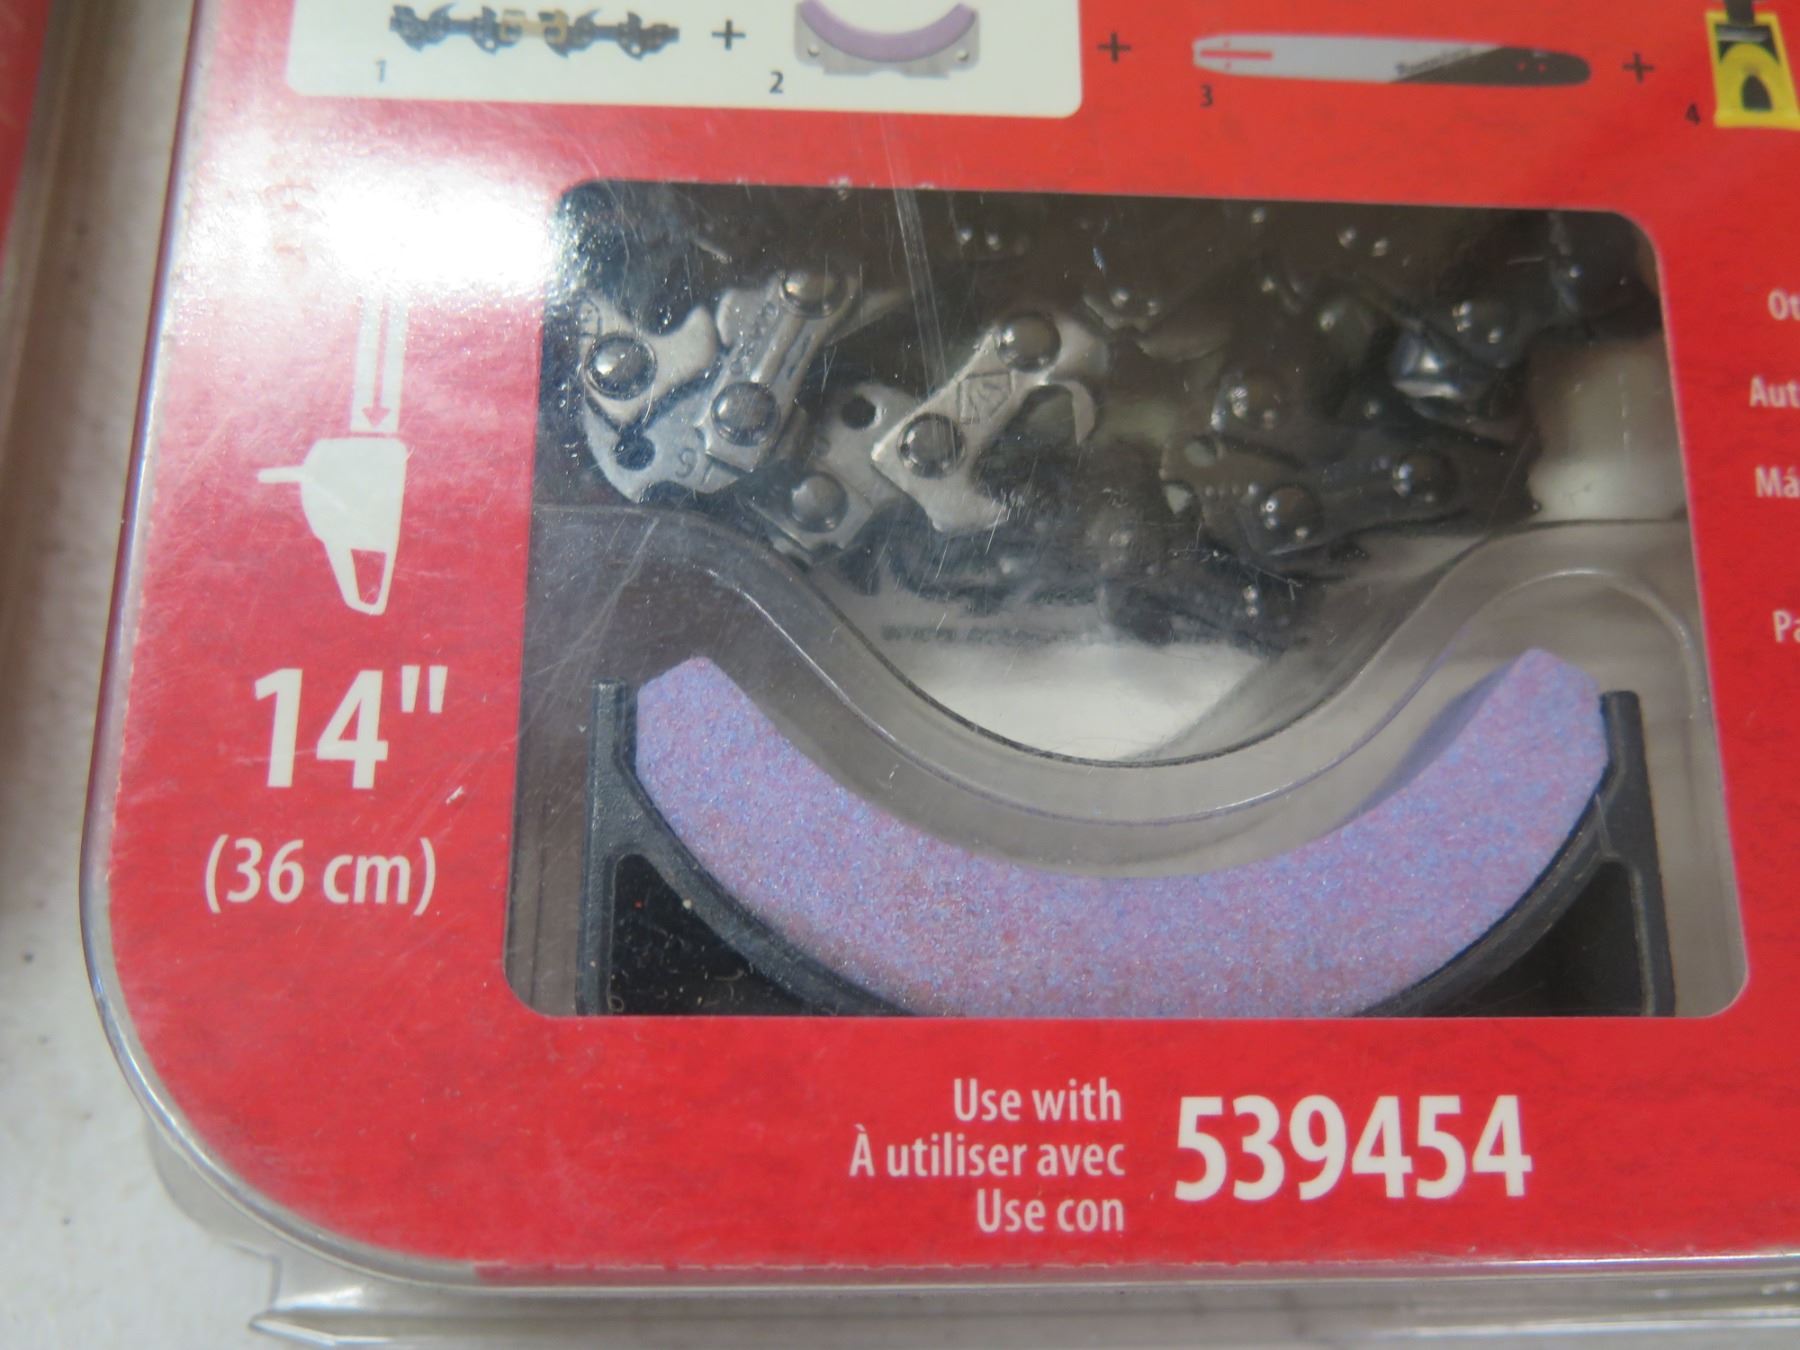 1
+
2
+
3
+
4
14"
(36 cm)
Use with
À utiliser avec
Use con
539454